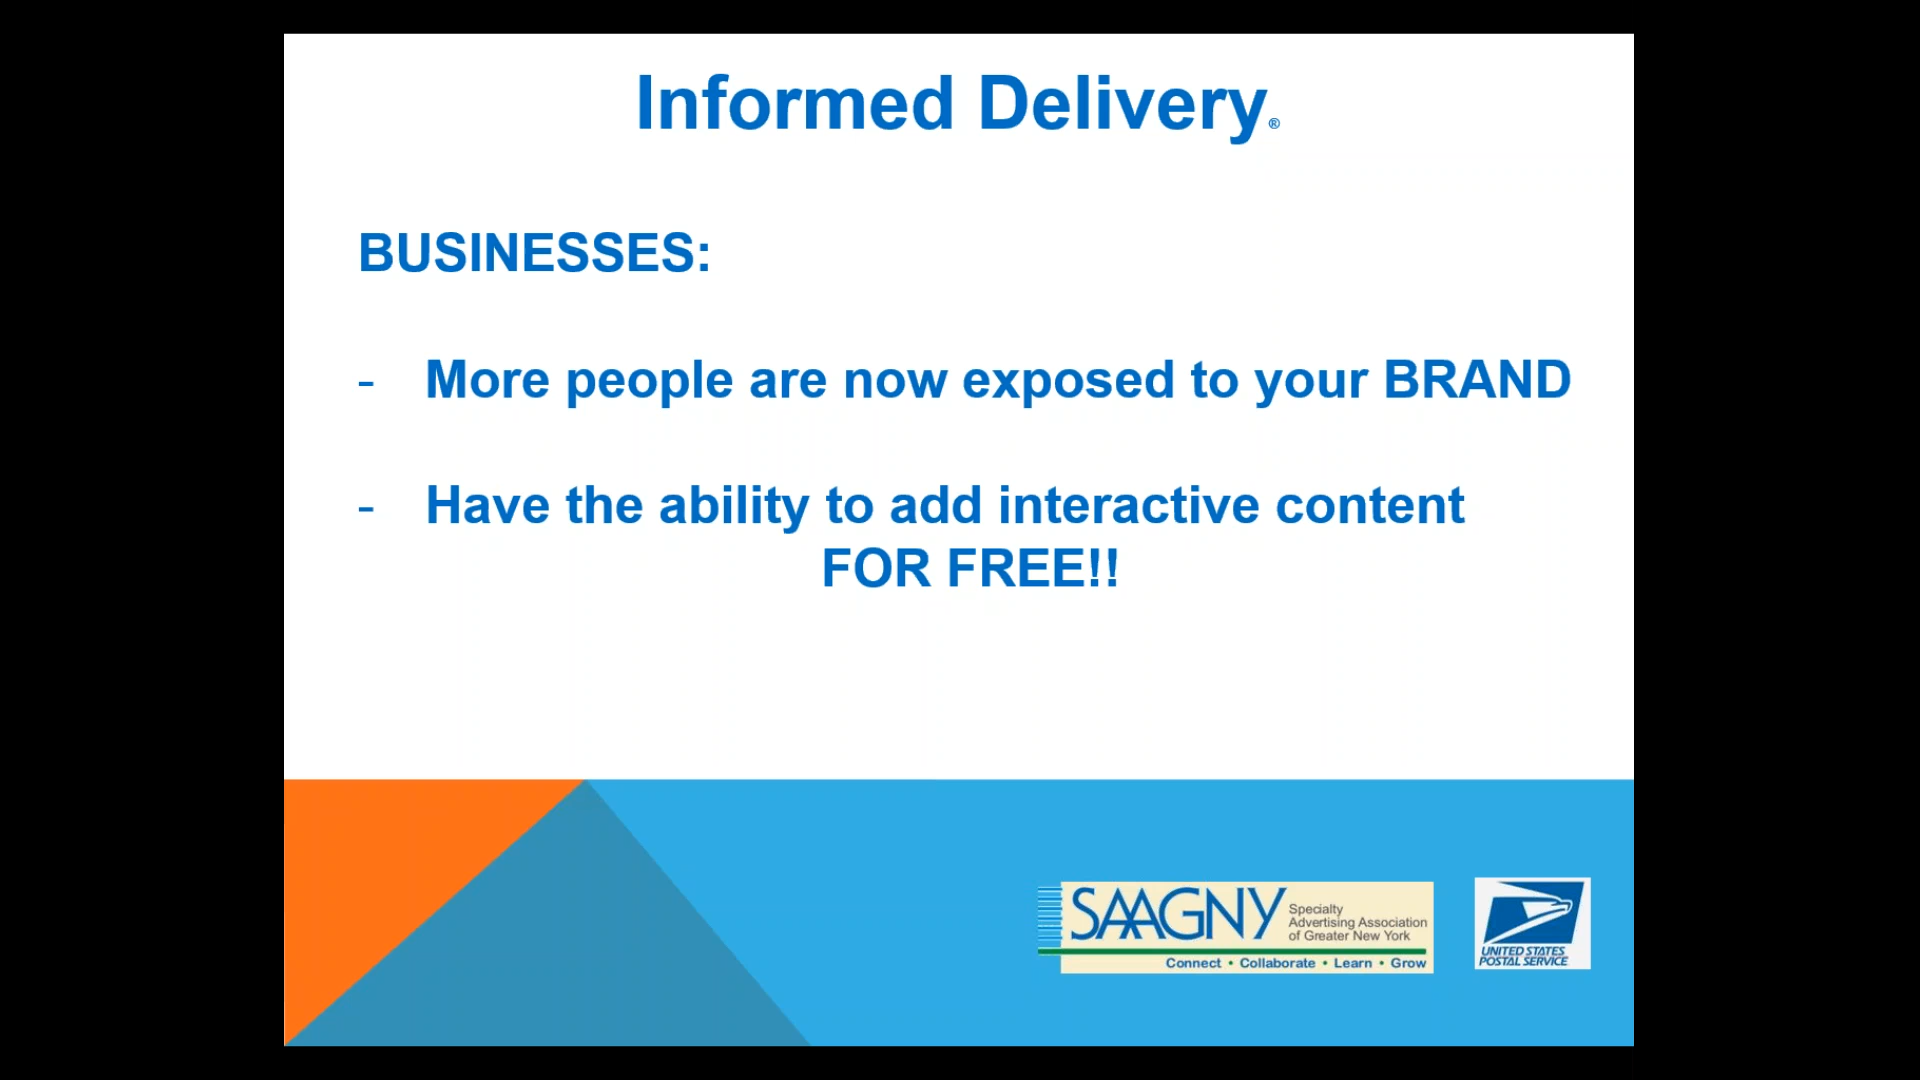 Informed Delivery®
BUSINESSES:
- More people are now exposed to your BRAND
- Have the ability to add interactive content
FOR FREE!!
SAAGNY
Specialty
Advertising Association
of Greater New York
Connect • Collaborate • Learn • Grow
UNITED STATES
POSTAL SERVICE